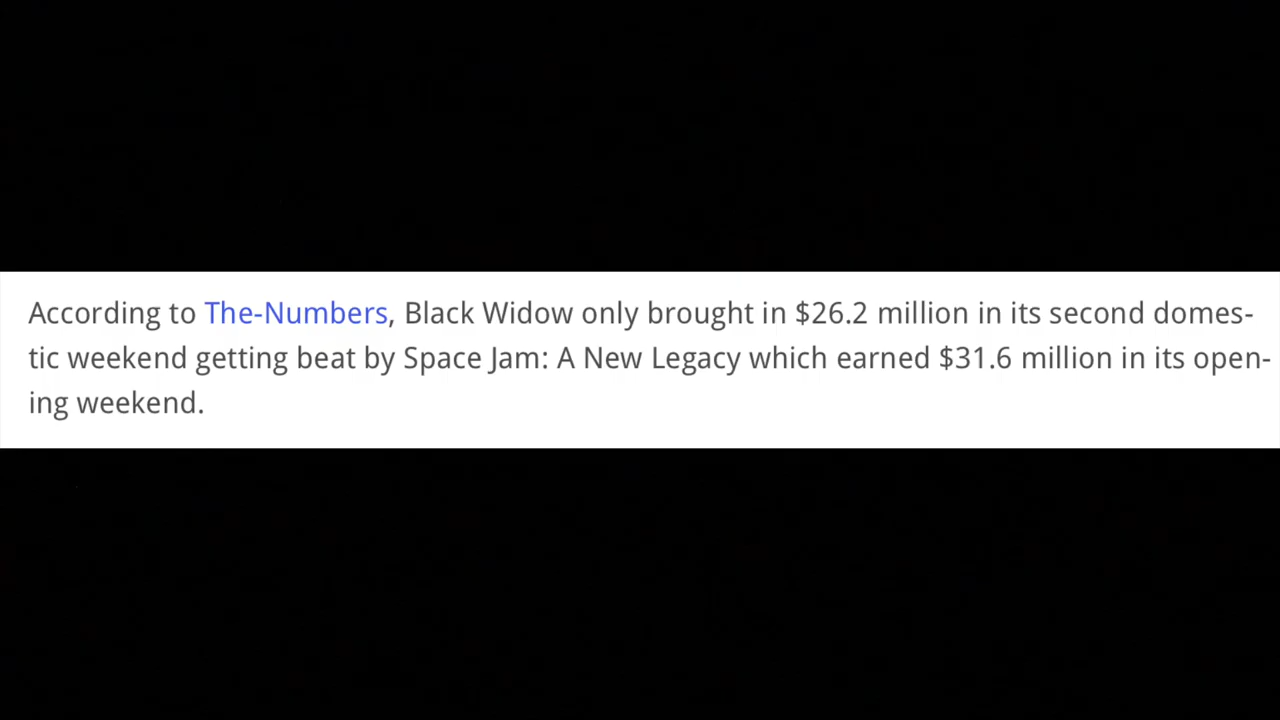 According to The-Numbers, Black Widow only brought in $26.2 million in its second domes-
tic weekend getting beat by Space Jam: A New Legacy which earned $31.6 million in its open-
ing weekend.